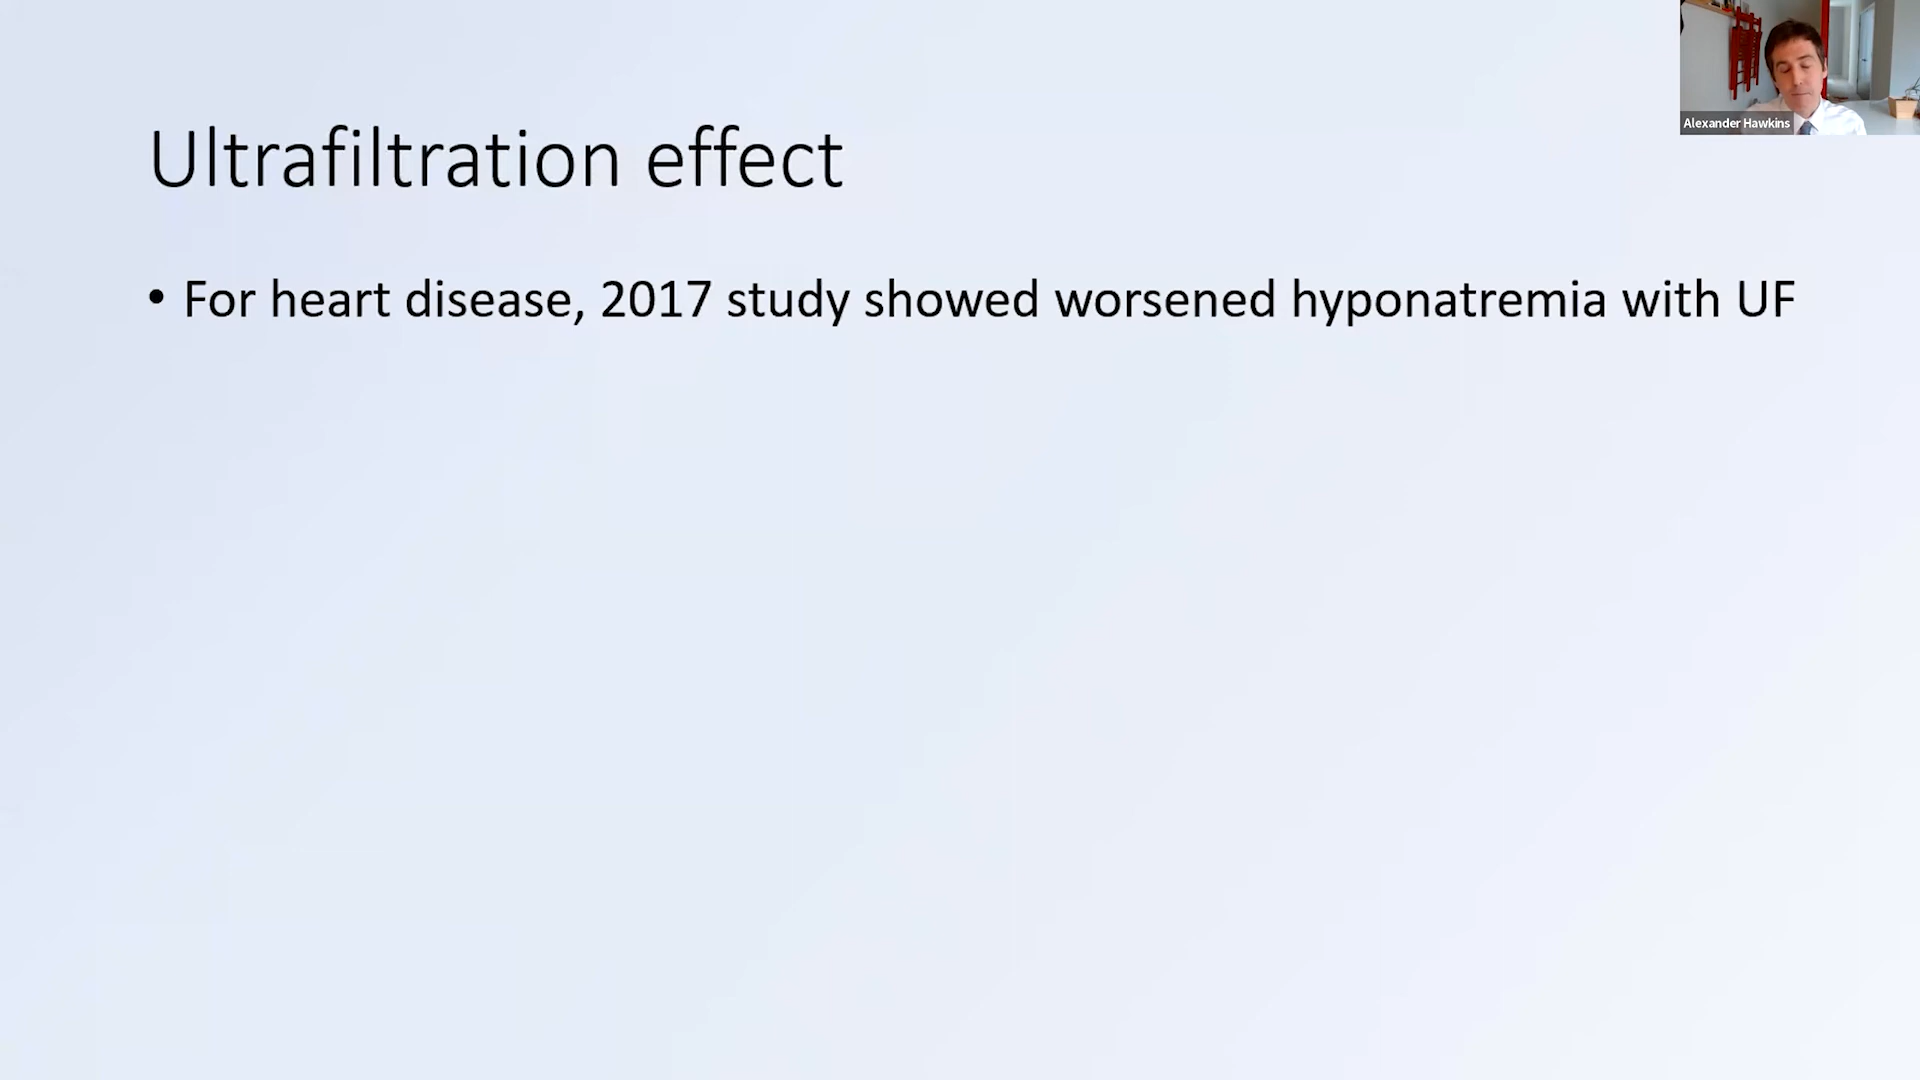 Alexander Hawkins
Ultrafiltration effect
• For heart disease, 2017 study showed worsened hyponatremia with UF